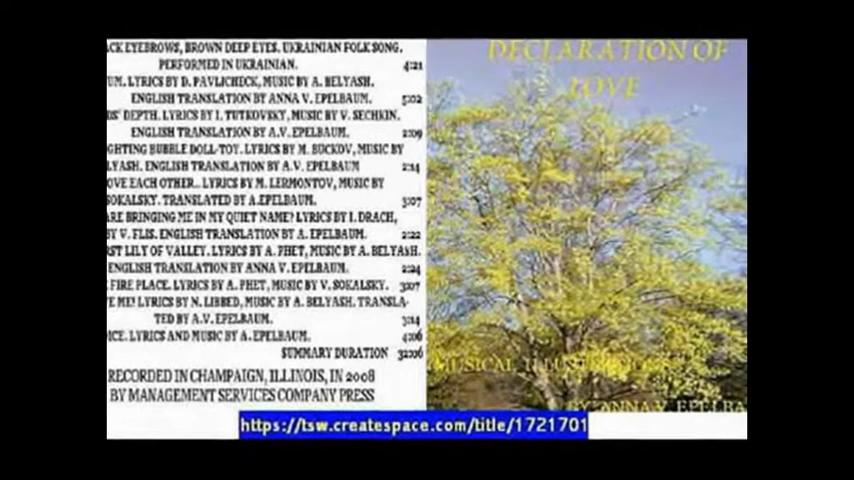 ACK EYEBROWS, BROWN DEEP EYES. UKRAINIAN FOLK SONG.
PERFORMED IN UKRAINIAN. 4:21
UM. LYRICS BY D. PAVLICHECK, MUSIC BY A. BELYASH.
ENGLISH TRANSLATION BY ANNA V. EPELBAUM. 5:02
DS' DEPTH. LYRICS BY I. TUTKOVSKY, MUSIC BY V. SECHKIN.
ENGLISH TRANSLATION BY A.V. EPELBAUM. 2:09
GHTING BUBBLE DOLL-TOY. LYRICS BY M. BUCKOV, MUSIC BY
LYASH. ENGLISH TRANSLATION BY A.V. EPELBAUM 2:14
OVE EACH OTHER.. LYRICS BY M. LERMONTOV, MUSIC BY
SOKALSKY. TRANSLATED BY A.EPELBAUM. 3:07
ARE BRINGING ME IN MY QUIET NAME? LYRICS BY I. DRACH,
BY V. FLIS. ENGLISH TRANSLATION BY A. EPELBAUM. 2:22
ST LILY OF VALLEY. LYRICS BY A. PHET, MUSIC BY A. BELYASH.
ENGLISH TRANSLATION BY ANNA V. EPELBAUM. 2:24
FIRE PLACE. LYRICS BY A. PHET, MUSIC BY V. SOKALSKY. 3:07
VE ME! LYRICS BY N. LIBBED, MUSIC BY A. BELYASH. TRANSLA-
TED BY A.V. EPELBAUM. 3:14
ICE. LYRICS AND MUSIC BY A.EPELBAUM. 4:06
SUMMARY DURATION 32:06
RECORDED IN CHAMPAIGN, ILLINOIS, IN 2008
BY MANAGEMENT SERVICES COMPANY PRESS
DECLARATION OF
LOVE
MUSICAL
BY ANNA V. EPELBA
https://tsw.createspace.com/title/1721701